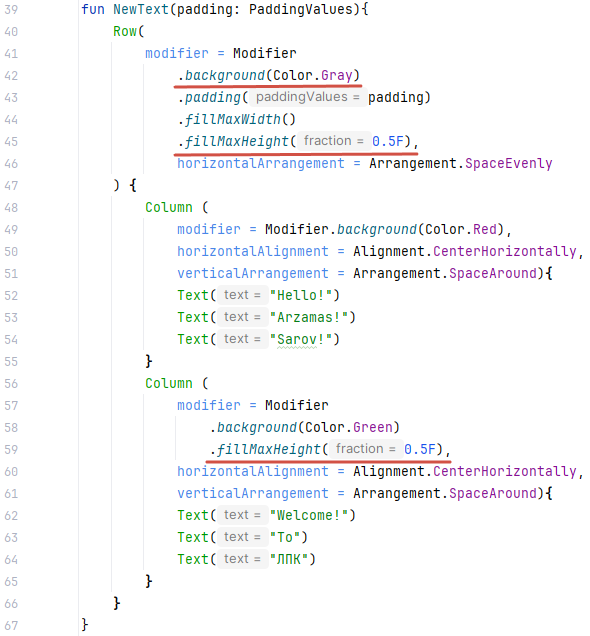 39 fun NewText(padding: PaddingValues){
40 Row(
41 modifier = Modifier
42 .background(Color.Gray)
43 .padding( paddingValues = padding)
44 .fillMaxWidth()
45 .fillMaxHeight( fraction = 0.5F),
46 horizontalArrangement = Arrangement.SpaceEvenly
47 ) {
48 Column (
49 modifier = Modifier.background(Color.Red),
50 horizontalAlignment = Alignment.CenterHorizontally,
51 verticalArrangement = Arrangement.SpaceAround){
52 Text( text = "Hello!")
53 Text( text = "Arzamas!")
54 Text( text = "Sarov!")
55 }
56 Column (
57 modifier = Modifier
58 .background(Color.Green)
59 .fillMaxHeight( fraction = 0.5F),
60 horizontalAlignment = Alignment.CenterHorizontally,
61 verticalArrangement = Arrangement.SpaceAround){
62 Text( text = "Welcome!")
63 Text( text = "To")
64 Text( text = "ЛПК")
65 }
66 }
67 }